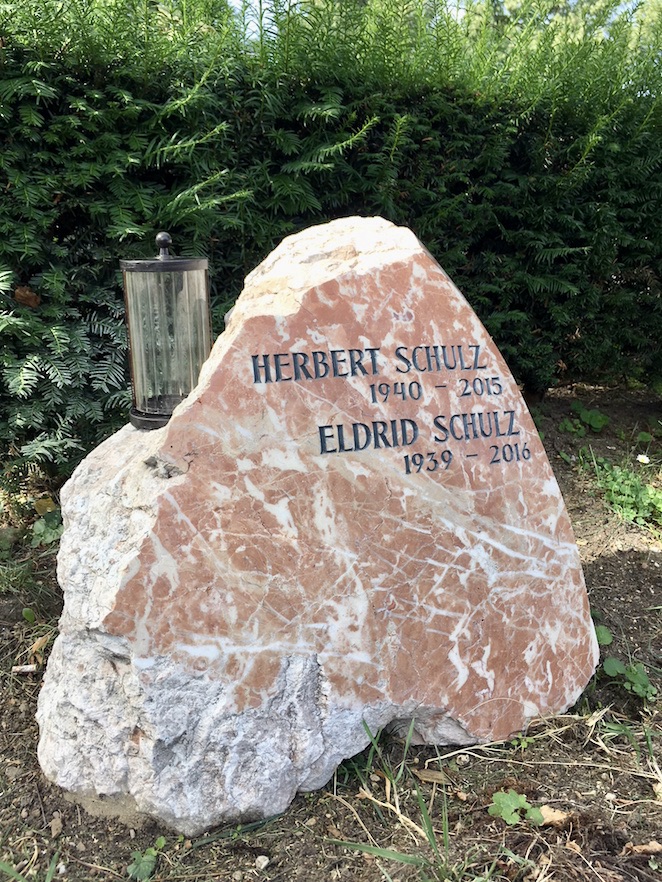 HERBERT SCHULZ
1940 – 2015
ELDRID SCHULZ
1939 – 2016